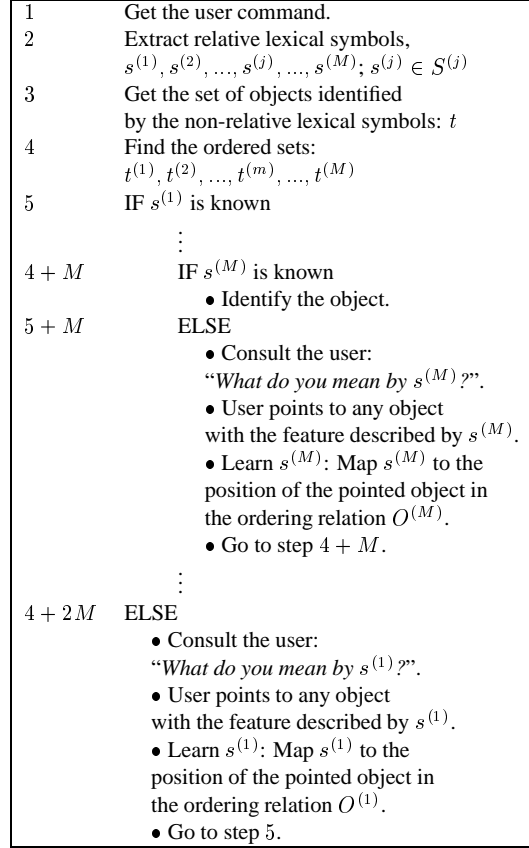 1 Get the user command.
2 Extract relative lexical symbols,
s^{(1)}, s^{(2)}, ..., s^{(j)}, ..., s^{(M)}; s^{(j)} ∈ S^{(j)}
3 Get the set of objects identified
by the non-relative lexical symbols: t
4 Find the ordered sets:
t^{(1)}, t^{(2)}, ..., t^{(m)}, ..., t^{(M)}
5 IF s^{(1)} is known
⋮
4 + M IF s^{(M)} is known
• Identify the object.
5 + M ELSE
• Consult the user:
“What do you mean by s^{(M)}?”.
• User points to any object
with the feature described by s^{(M)}.
• Learn s^{(M)}: Map s^{(M)} to the
position of the pointed object in
the ordering relation O^{(M)}.
• Go to step 4 + M.
⋮
4 + 2M ELSE
• Consult the user:
“What do you mean by s^{(1)}?”.
• User points to any object
with the feature described by s^{(1)}.
• Learn s^{(1)}: Map s^{(1)} to the
position of the pointed object in
the ordering relation O^{(1)}.
• Go to step 5.